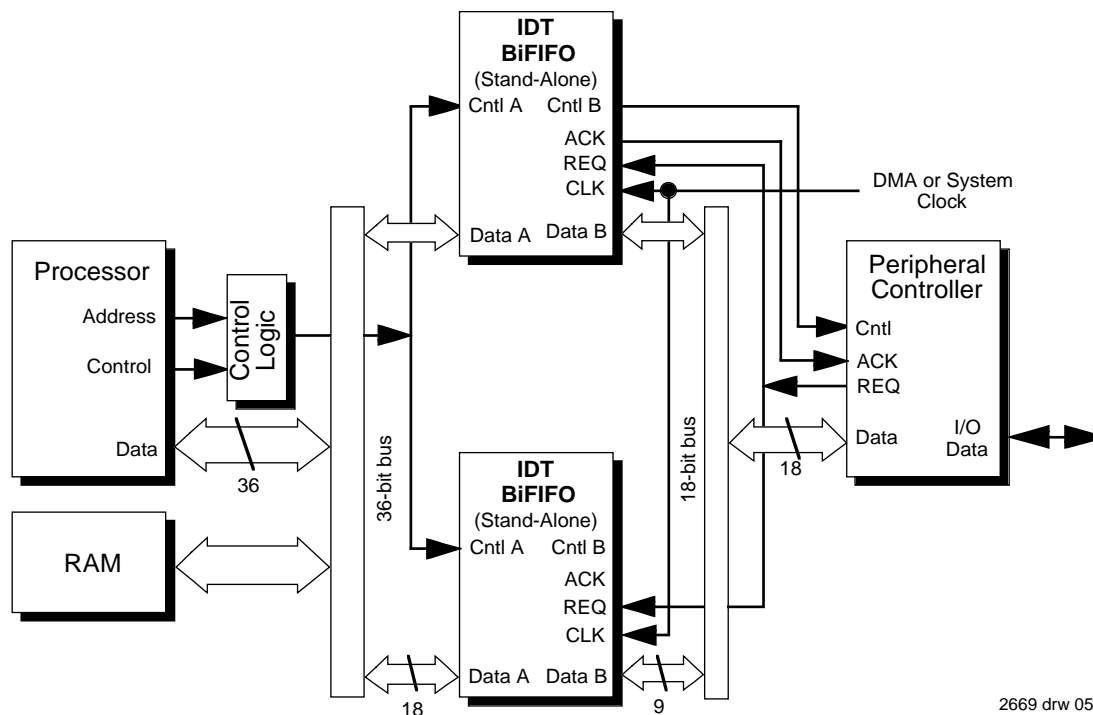 IDT
BiFIFO
(Stand-Alone)
Cntl A
Cntl B
ACK
REQ
CLK
Data A
Data B
DMA or System
Clock
Processor
Address
Control
Data
36
Control
Logic
RAM
36-bit bus
18-bit bus
Peripheral
Controller
Cntl
ACK
REQ
Data
I/O
Data
18
IDT
BiFIFO
(Stand-Alone)
Cntl A
Cntl B
ACK
REQ
CLK
Data A
Data B
18
9
2669 drw 05